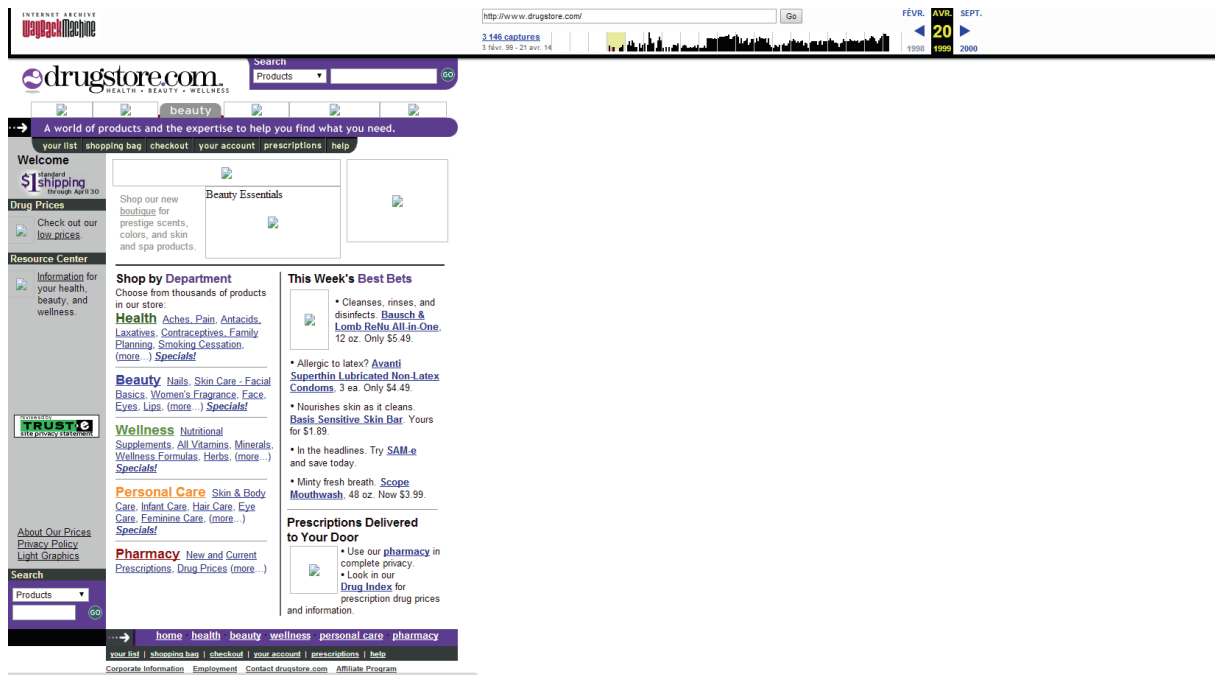 INTERNET ARCHIVE
WayBackMachine
http://www.drugstore.com/
Go
3 146 captures
3 févr. 99 - 21 avr. 14
FÉVR. AVR. SEPT.
20
1998 1999 2000
drugstore.com
HEALTH • BEAUTY • WELLNESS
Search
Products
GO
beauty
A world of products and the expertise to help you find what you need.
your list shopping bag checkout your account prescriptions help
Welcome
$1 standard shipping through April 30
Drug Prices
Check out our
low prices.
Resource Center
Information for
your health,
beauty, and
wellness.
reviewed by
TRUSTe
site privacy statement
About Our Prices
Privacy Policy
Light Graphics
Search
Products
GO
Shop our new
boutique for
prestige scents,
colors, and skin
and spa products.
Beauty Essentials
Shop by Department
Choose from thousands of products
in our store:
Health Aches, Pain, Antacids,
Laxatives, Contraceptives, Family
Planning, Smoking Cessation,
(more...) Specials!
Beauty Nails, Skin Care - Facial
Basics, Women's Fragrance, Face,
Eyes, Lips, (more...) Specials!
Wellness Nutritional
Supplements, All Vitamins, Minerals,
Wellness Formulas, Herbs, (more...)
Specials!
Personal Care Skin & Body
Care, Infant Care, Hair Care, Eye
Care, Feminine Care, (more...)
Specials!
Pharmacy New and Current
Prescriptions, Drug Prices (more...)
This Week's Best Bets
• Cleanses, rinses, and
disinfects. Bausch &
Lomb ReNu All-in-One,
12 oz. Only $5.49.
• Allergic to latex? Avanti
Superthin Lubricated Non-Latex
Condoms, 3 ea. Only $4.49.
• Nourishes skin as it cleans.
Basis Sensitive Skin Bar. Yours
for $1.89.
• In the headlines. Try SAM-e
and save today.
• Minty fresh breath. Scope
Mouthwash, 48 oz. Now $3.99.
Prescriptions Delivered
to Your Door
• Use our pharmacy in
complete privacy.
• Look in our
Drug Index for
prescription drug prices
and information.
home · health · beauty · wellness · personal care · pharmacy
your list | shopping bag | checkout | your account | prescriptions | help
Corporate Information Employment Contact drugstore.com Affiliate Program